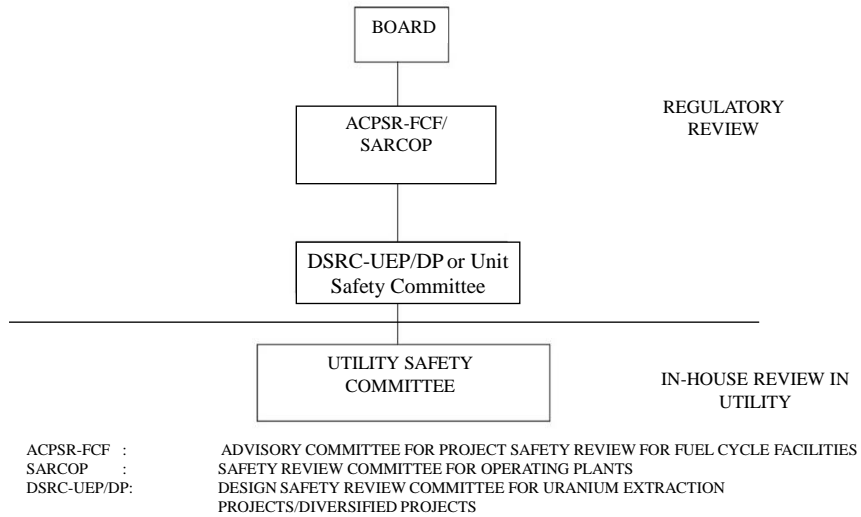 BOARD
ACPSR-FCF/
SARCOP
REGULATORY
REVIEW
DSRC-UEP/DP or Unit
Safety Committee
UTILITY SAFETY
COMMITTEE
IN-HOUSE REVIEW IN
UTILITY
ACPSR-FCF : ADVISORY COMMITTEE FOR PROJECT SAFETY REVIEW FOR FUEL CYCLE FACILITIES
SARCOP : SAFETY REVIEW COMMITTEE FOR OPERATING PLANTS
DSRC-UEP/DP: DESIGN SAFETY REVIEW COMMITTEE FOR URANIUM EXTRACTION
PROJECTS/DIVERSIFIED PROJECTS